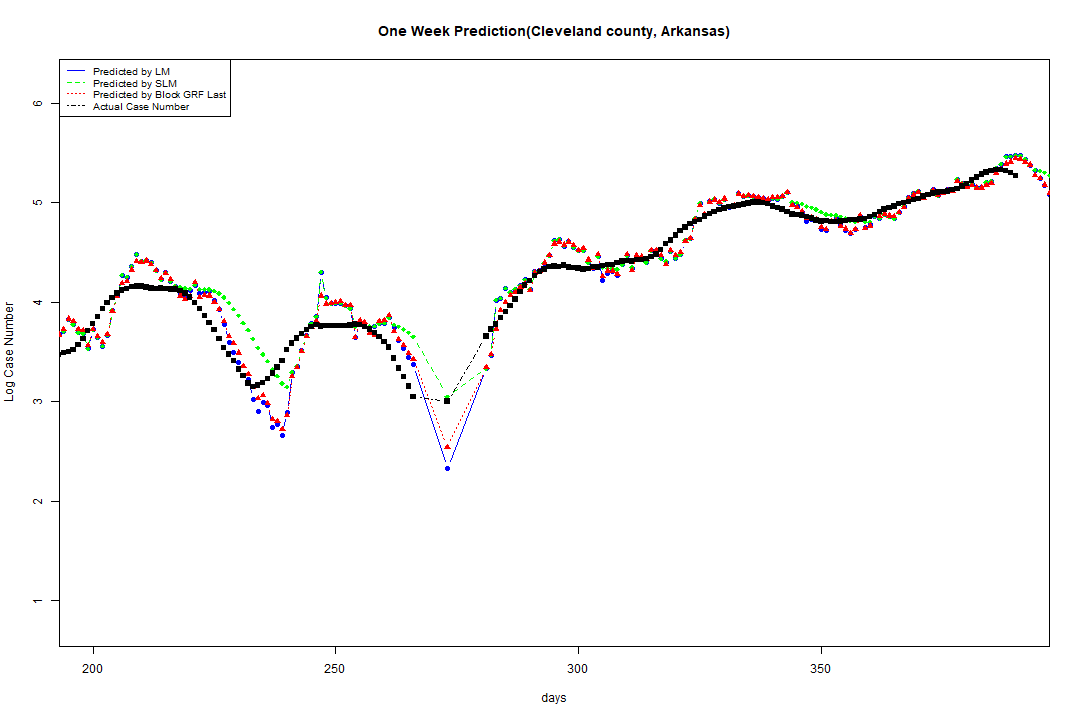 One Week Prediction(Cleveland county, Arkansas)
Predicted by LM
Predicted by SLM
Predicted by Block GRF Last
Actual Case Number
Log Case Number
6
5
4
3
2
1
200 250 300 350
days